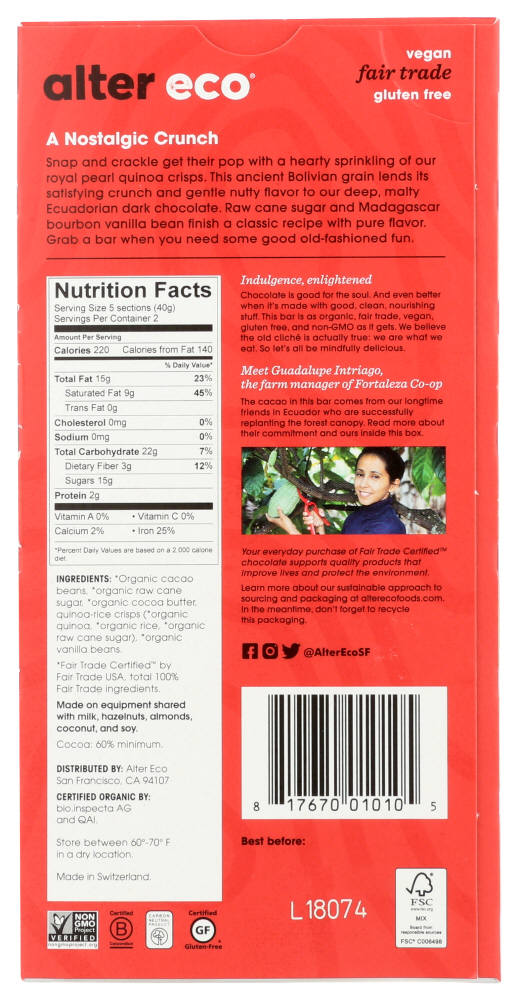 alter eco®
vegan
fair trade
gluten free
A Nostalgic Crunch
Snap and crackle get their pop with a hearty sprinkling of our
royal pearl quinoa crisps. This ancient Bolivian grain lends its
satisfying crunch and gentle nutty flavor to our deep, malty
Ecuadorian dark chocolate. Raw cane sugar and Madagascar
bourbon vanilla bean finish a classic recipe with pure flavor.
Grab a bar when you need some good old-fashioned fun.
Nutrition Facts
Serving Size 5 sections (40g)
Servings Per Container 2
Amount Per Serving
Calories 220 Calories from Fat 140
% Daily Value*
Total Fat 15g 23%
Saturated Fat 9g 45%
Trans Fat 0g
Cholesterol 0mg 0%
Sodium 0mg 0%
Total Carbohydrate 22g 7%
Dietary Fiber 3g 12%
Sugars 15g
Protein 2g
Vitamin A 0% • Vitamin C 0%
Calcium 2% • Iron 25%
*Percent Daily Values are based on a 2,000 calorie
diet.
INGREDIENTS: *Organic cacao
beans, *organic raw cane
sugar, *organic cocoa butter,
quinoa-rice crisps (*organic
quinoa, *organic rice, *organic
raw cane sugar), *organic
vanilla beans.
*Fair Trade Certified™ by
Fair Trade USA. total 100%
Fair Trade ingredients.
Made on equipment shared
with milk, hazelnuts, almonds,
coconut, and soy.
Cocoa: 60% minimum.
DISTRIBUTED BY: Alter Eco
San Francisco, CA 94107
CERTIFIED ORGANIC BY:
bio.inspecta AG
and QAI.
Store between 60°-70° F
in a dry location.
Made in Switzerland.
Indulgence, enlightened
Chocolate is good for the soul. And even better
when it's made with good, clean, nourishing
stuff. This bar is as organic, fair trade, vegan,
gluten free, and non-GMO as it gets. We believe
the old cliché is actually true: we are what we
eat. So let's all be mindfully delicious.
Meet Guadalupe Intriago,
the farm manager of Fortaleza Co-op
The cacao in this bar comes from our longtime
friends in Ecuador who are successfully
replanting the forest canopy. Read more about
their commitment and ours inside this box.
Your everyday purchase of Fair Trade Certified™
chocolate supports quality products that
improve lives and protect the environment.
Learn more about our sustainable approach to
sourcing and packaging at alterecofoods.com.
In the meantime, don't forget to recycle
this packaging.
@AlterEcoSF
8 17670 01010 5
Best before:
L 18074
NON
GMO
Project
VERIFIED
nongmoproject.org
Certified
B
Corporation
CARBON
NEUTRAL
PRODUCT
Certified
GF
Gluten-Free
FSC
www.fsc.org
MIX
Board from
responsible sources
FSC® C006498